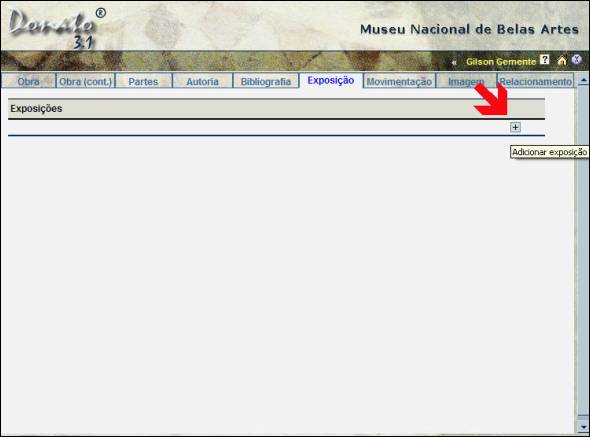 Donato®
3.1
Museu Nacional de Belas Artes
« Gilson Gemente ? X
Obra Obra (cont.) Partes Autoria Bibliografia Exposição Movimentação Imagem Relacionamento
Exposições
+
Adicionar exposição